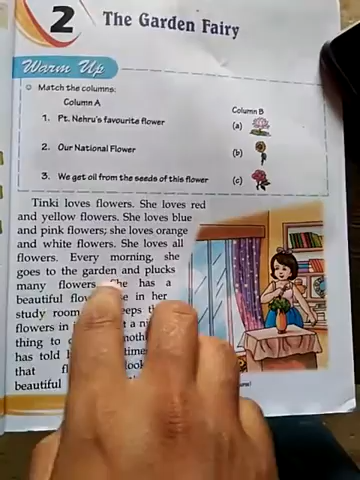 2
The Garden Fairy
Warm Up
Match the columns:
Column A
Column B
1. Pt. Nehru's favourite flower
(a)
2. Our National Flower
(b)
3. We get oil from the seeds of this flower
(c)
Tinki loves flowers. She loves red
and yellow flowers. She loves blue
and pink flowers; she loves orange
and white flowers. She loves all
flowers. Every morning, she
goes to the garden and plucks
many flowers. She has a
beautiful in her
study room
flowers in a
thing to
has told
that
beautiful